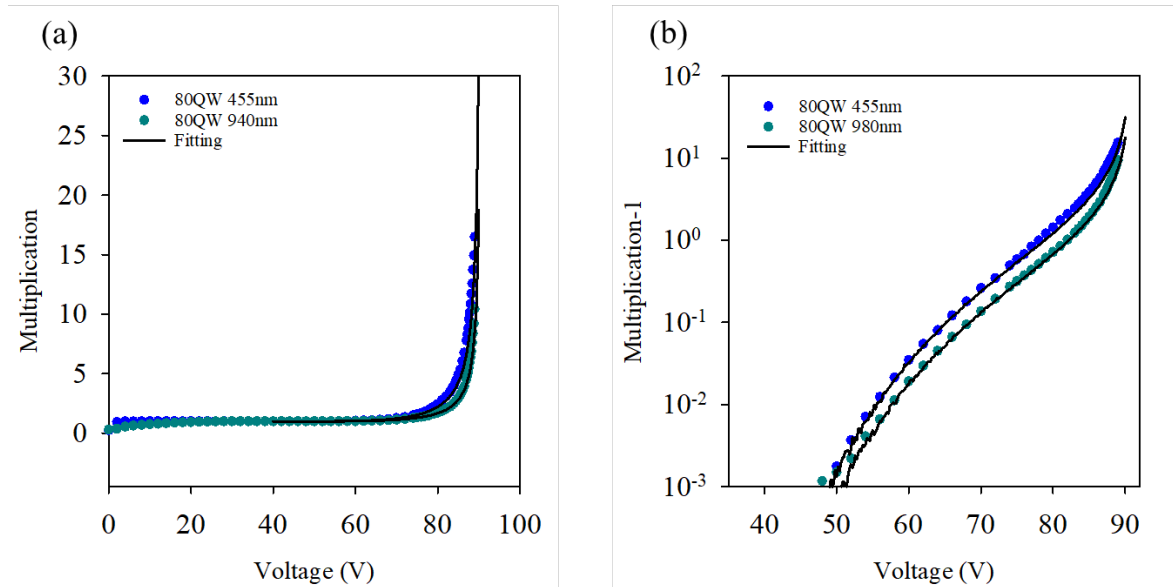 (a)
Multiplication
30
25
20
15
10
5
0
80QW 455nm
80QW 940nm
Fitting
0 20 40 60 80 100
Voltage (V)
(b)
Multiplication-1
10²
10¹
10⁰
10⁻¹
10⁻²
10⁻³
80QW 455nm
80QW 980nm
Fitting
40 50 60 70 80 90
Voltage (V)